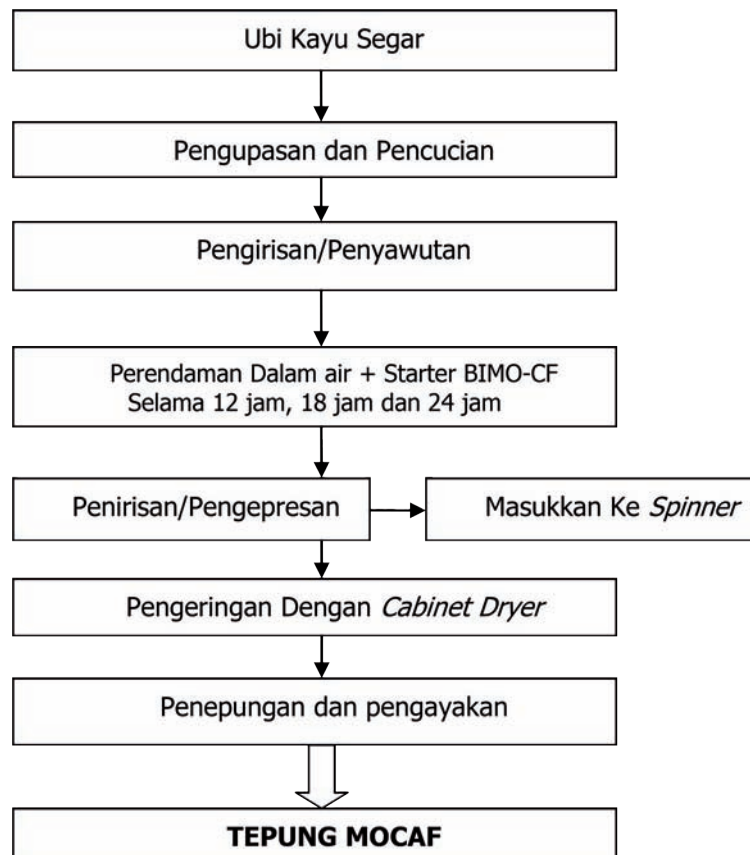 Ubi Kayu Segar
Pengupasan dan Pencucian
Pengirisan/Penyawutan
Perendaman Dalam air + Starter BIMO-CF
Selama 12 jam, 18 jam dan 24 jam
Penirisan/Pengepresan
Masukkan Ke Spinner
Pengeringan Dengan Cabinet Dryer
Penepungan dan pengayakan
TEPUNG MOCAF